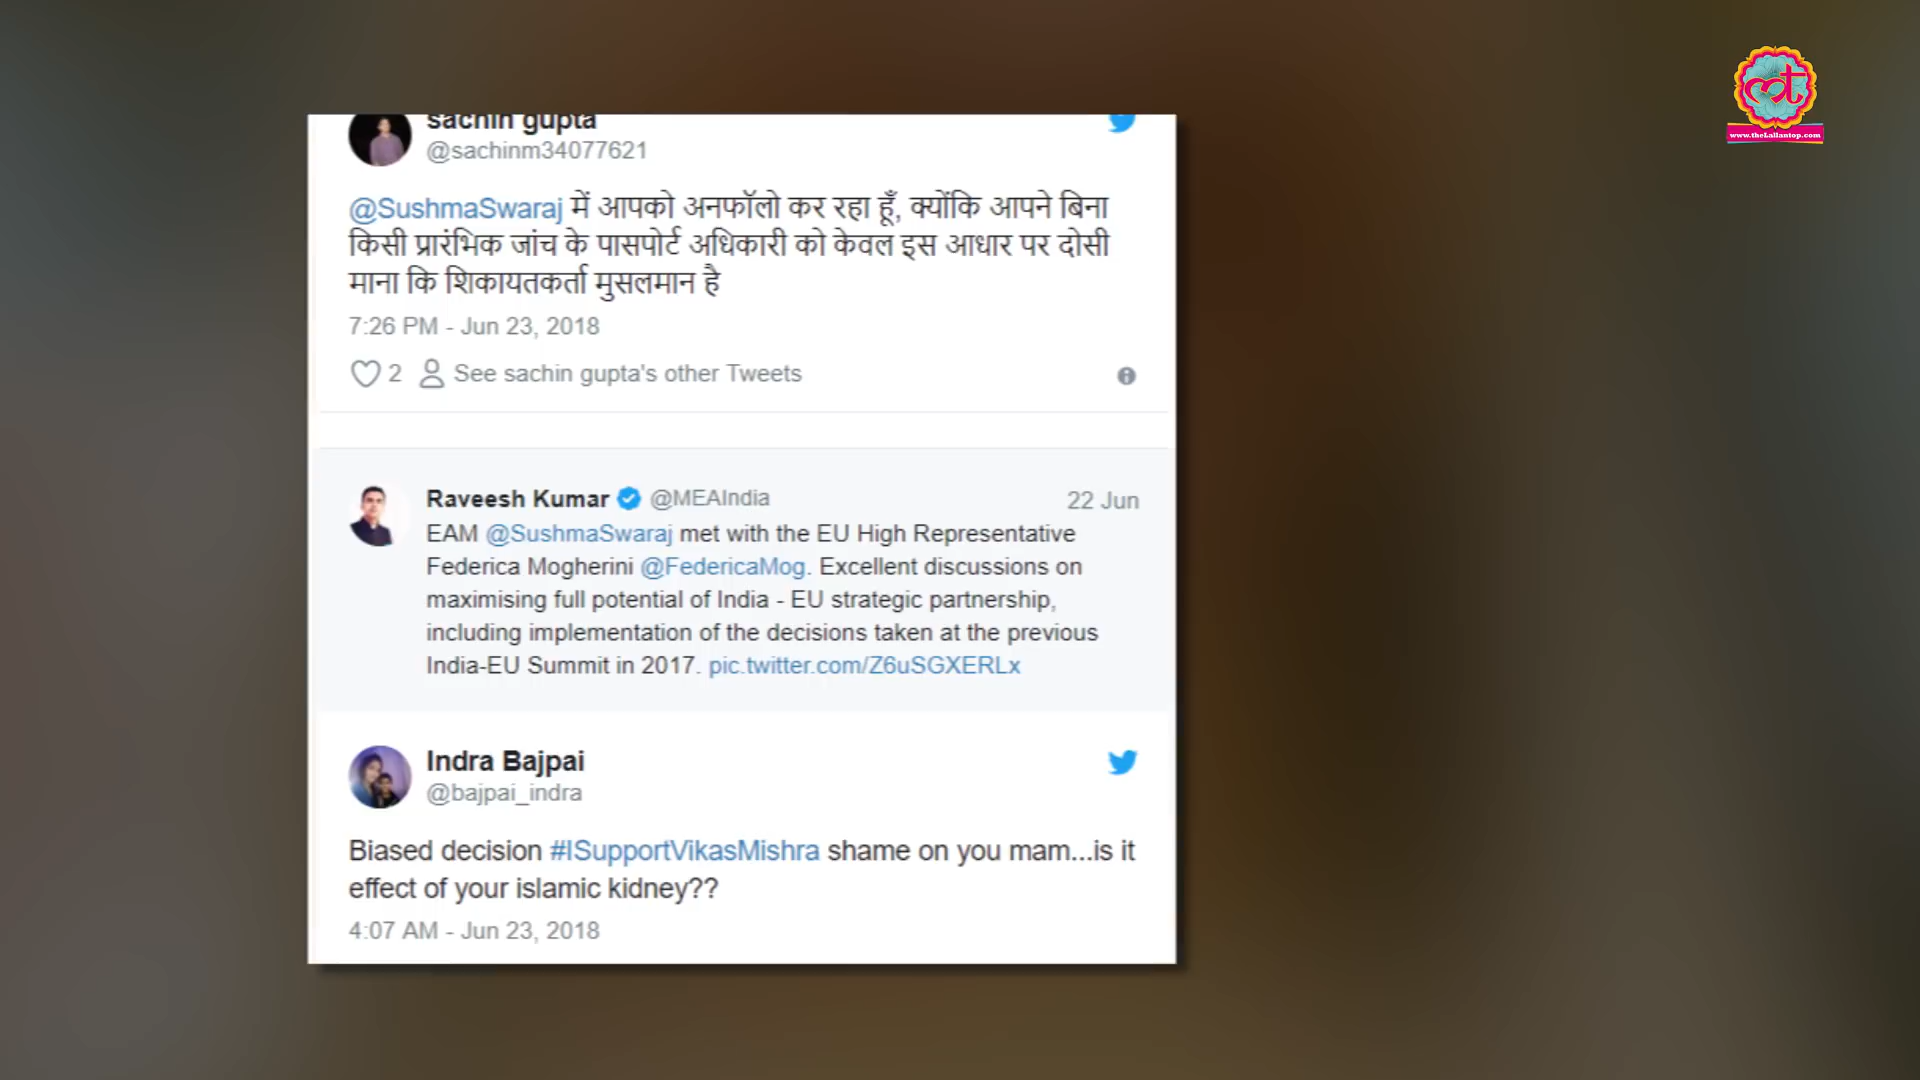 sachin gupta
@sachinm34077621
@SushmaSwaraj में आपको अनफॉलो कर रहा हूँ, क्योंकि आपने बिना
किसी प्रारंभिक जांच के पासपोर्ट अधिकारी को केवल इस आधार पर दोसी
माना कि शिकायतकर्ता मुसलमान है
7:26 PM - Jun 23, 2018
2 See sachin gupta's other Tweets
Raveesh Kumar @MEAIndia 22 Jun
EAM @SushmaSwaraj met with the EU High Representative
Federica Mogherini @FedericaMog. Excellent discussions on
maximising full potential of India - EU strategic partnership,
including implementation of the decisions taken at the previous
India-EU Summit in 2017. pic.twitter.com/Z6uSGXERLx
Indra Bajpai
@bajpai_indra
Biased decision #ISupportVikasMishra shame on you mam...is it
effect of your islamic kidney??
4:07 AM - Jun 23, 2018
www.theLallantop.com